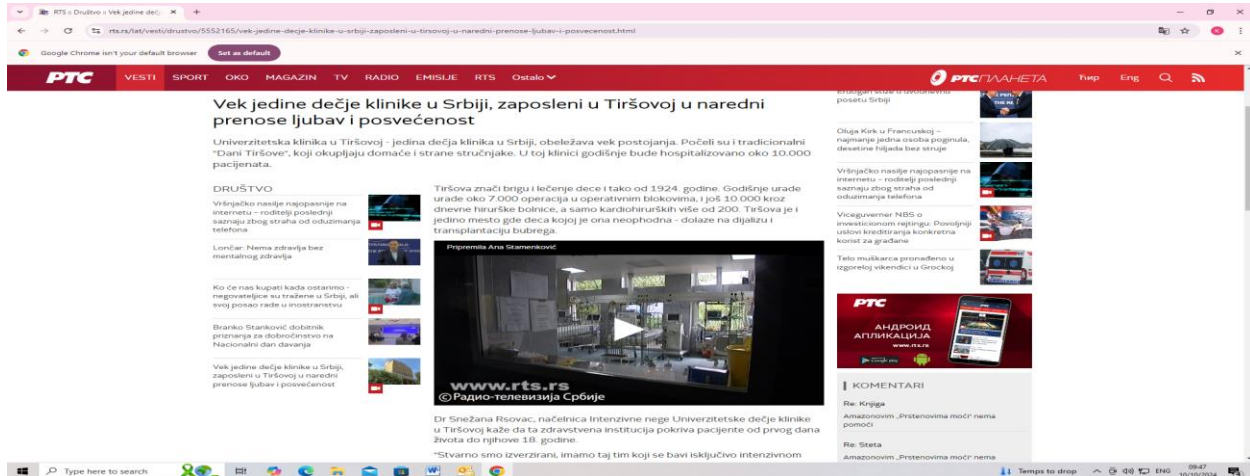 RTS :: Društvo :: Vek jedine deč
rts.rs/lat/vesti/drustvo/5552165/vek-jedine-decje-klinike-u-srbiji-zaposleni-u-tirsovoj-u-naredni-prenose-ljubav-i-posvecenost.html
Google Chrome isn't your default browser
Set as default
РТС
VESTI SPORT OKO MAGAZIN TV RADIO EMISIJE RTS Ostalo
РТС ПЛАНЕТА
Ћир Eng
Vek jedine dečje klinike u Srbiji, zaposleni u Tiršovoj u naredni
prenose ljubav i posvećenost
Univerzitetska klinika u Tiršovoj - jedina dečja klinika u Srbiji, obeležava vek postojanja. Počeli su i tradicionalni
"Dani Tiršove", koji okupljaju domaće i strane stručnjake. U toj klinici godišnje bude hospitalizovano oko 10.000
pacijenata.
DRUŠTVO
Vršnjačko nasilje najopasnije na
internetu – roditelji poslednji
saznaju zbog straha od oduzimanja
telefona
Lončar: Nema zdravlja bez
mentalnog zdravlja
Ko će nas kupati kada ostarimo -
negovateljice su tražene u Srbiji, ali
svoj posao rade u inostranstvu
Branko Stanković dobitnik
priznanja za dobročinstvo na
Nacionalni dan davanja
Vek jedine dečje klinike u Srbiji,
zaposleni u Tiršovoj u naredni
prenose ljubav i posvećenost
Tiršova znači brigu i lečenje dece i tako od 1924. godine. Godišnje urade
urade oko 7.000 operacija u operativnim blokovima, i još 10.000 kroz
dnevne hirurške bolnice, a samo kardiohirurških više od 200. Tiršova je i
jedino mesto gde deca kojoj je ona neophodna - dolaze na dijalizu i
transplantaciju bubrega.
Pripremila Ana Stamenković
www.rts.rs
© Радио-телевизија Србије
Dr Snežana Rsovac, načelnica Intenzivne nege Univerzitetske dečje klinike
u Tiršovoj kaže da ta zdravstvena institucija pokriva pacijente od prvog dana
života do njihove 18. godine.
"Stvarno smo izverzirani, imamo taj tim koji se bavi isključivo intenzivnom
posetu Srbiji
Oluja Kirk u Francuskoj –
najmanje jedna osoba poginula,
desetine hiljada bez struje
Vršnjačko nasilje najopasnije na
internetu – roditelji poslednji
saznaju zbog straha od
oduzimanja telefona
Viceguverner NBS o
investicionom rejtingu: Povoljniji
uslovi kreditiranja konkretna
korist za građane
Telo muškarca pronađeno u
izgoreloj vikendici u Grockoj
РТС
АНДРОИД
АПЛИКАЦИЈА
www.rts.rs
Google play
KOMENTARI
Re: Knjiga
Amazonovim „Prstenovima moći“ nema
pomoći
Re: Steta
Amazonovim „Prstenovima moći“ nema
Type here to search
Temps to drop
ENG
09:47
10/10/2024